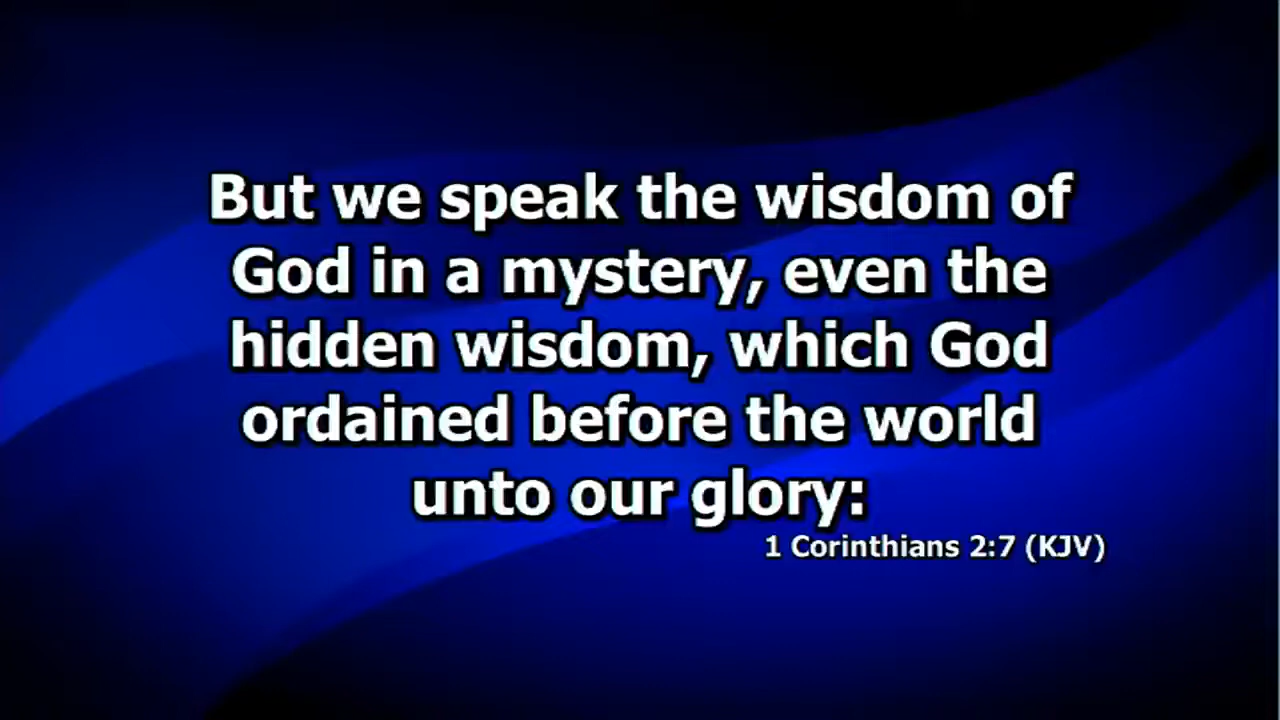 But we speak the wisdom of
God in a mystery, even the
hidden wisdom, which God
ordained before the world
unto our glory:
1 Corinthians 2:7 (KJV)